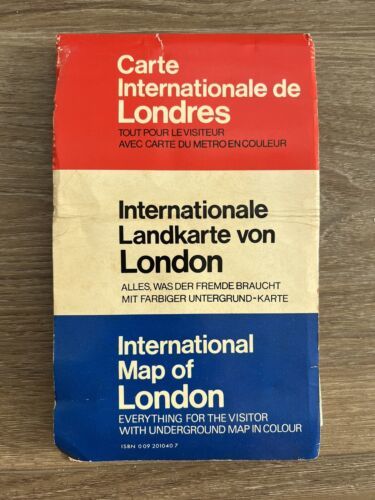 Carte
Internationale de
Londres
TOUT POUR LE VISITEUR
AVEC CARTE DU METRO EN COULEUR
Internationale
Landkarte von
London
ALLES, WAS DER FREMDE BRAUCHT
MIT FARBIGER UNTERGRUND-KARTE
International
Map of
London
EVERYTHING FOR THE VISITOR
WITH UNDERGROUND MAP IN COLOUR
ISBN 0 09 201040 7